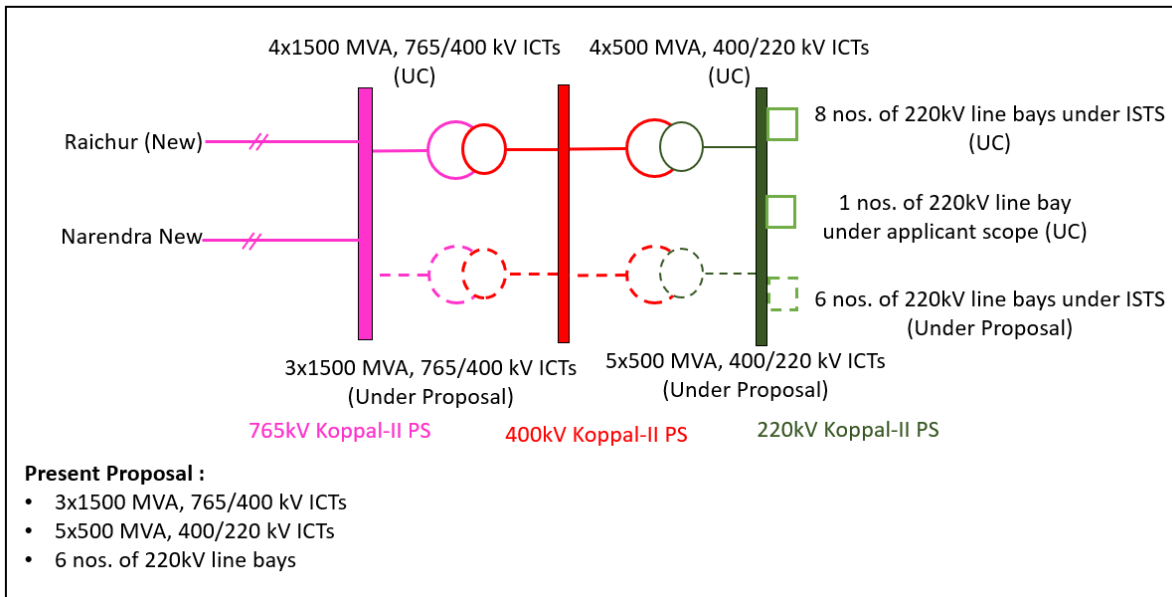 4x1500 MVA, 765/400 kV ICTs
(UC)
4x500 MVA, 400/220 kV ICTs
(UC)
Raichur (New)
Narendra New
8 nos. of 220kV line bays under ISTS
(UC)
1 nos. of 220kV line bay
under applicant scope (UC)
6 nos. of 220kV line bays under ISTS
(Under Proposal)
3x1500 MVA, 765/400 kV ICTs
(Under Proposal)
5x500 MVA, 400/220 kV ICTs
(Under Proposal)
765kV Koppal-II PS
400kV Koppal-II PS
220kV Koppal-II PS
Present Proposal :
• 3x1500 MVA, 765/400 kV ICTs
• 5x500 MVA, 400/220 kV ICTs
• 6 nos. of 220kV line bays